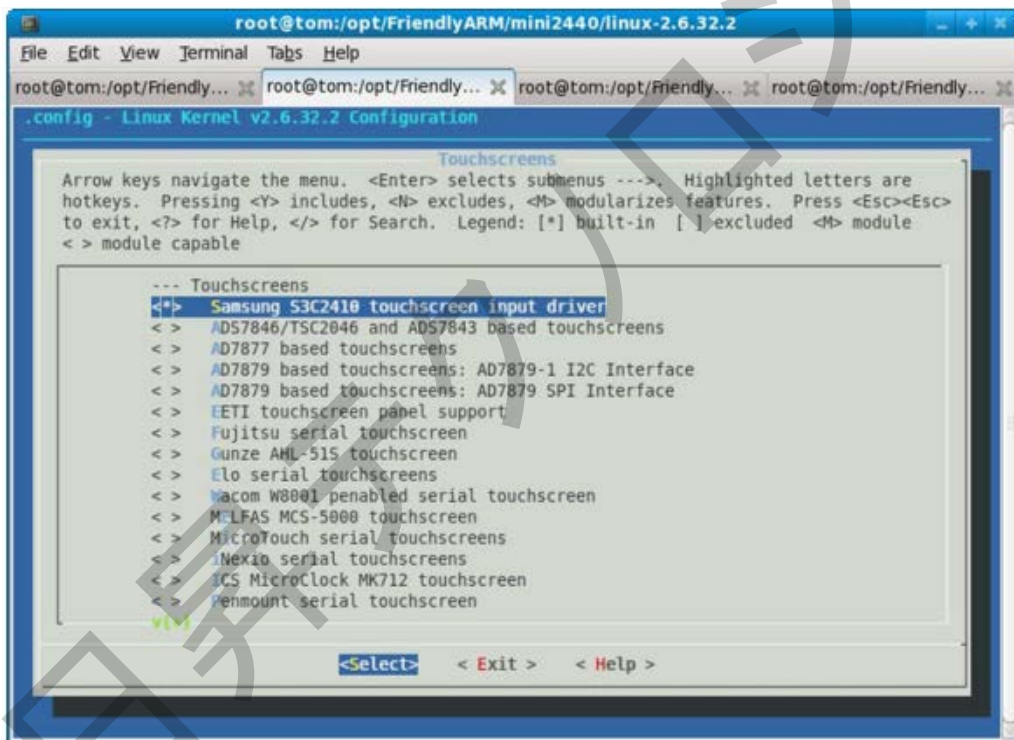 root@tom:/opt/FriendlyARM/mini2440/linux-2.6.32.2
File Edit View Terminal Tabs Help
root@tom:/opt/Friendly... root@tom:/opt/Friendly... root@tom:/opt/Friendly... root@tom:/opt/Friendly...
.config - Linux Kernel v2.6.32.2 Configuration
Touchscreens
Arrow keys navigate the menu. <Enter> selects submenus --->. Highlighted letters are
hotkeys. Pressing <Y> includes, <N> excludes, <M> modularizes features. Press <Esc><Esc>
to exit, <?> for Help, </> for Search. Legend: [*] built-in [ ] excluded <M> module
< > module capable
--- Touchscreens
<*> Samsung S3C2410 touchscreen input driver
< > ADS7846/TSC2046 and ADS7843 based touchscreens
< > AD7877 based touchscreens
< > AD7879 based touchscreens: AD7879-1 I2C Interface
< > AD7879 based touchscreens: AD7879 SPI Interface
< > EETI touchscreen panel support
< > Fujitsu serial touchscreen
< > Gunze AHL-51S touchscreen
< > Elo serial touchscreens
< > Wacom W8001 penabled serial touchscreen
< > MELFAS MCS-5000 touchscreen
< > MicroTouch serial touchscreens
< > iNexio serial touchscreens
< > ICS MicroClock MK712 touchscreen
< > Penmount serial touchscreen
v(+)
<Select> < Exit > < Help >